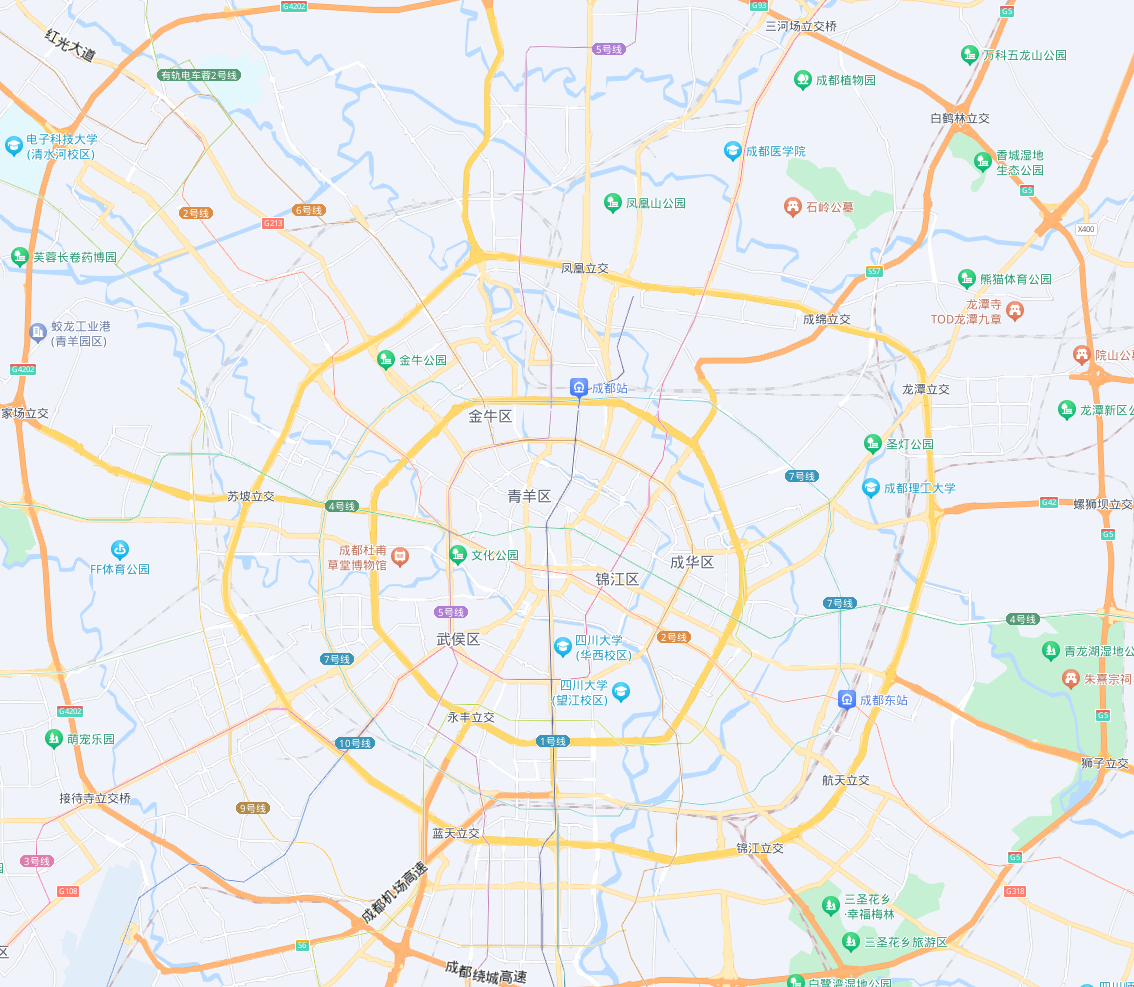 G4202
G93
G5
三河场立交桥
红光大道
5号线
万科五龙山公园
有轨电车蓉2号线
成都植物园
白鹤林立交
电子科技大学
(清水河校区)
成都医学院
香城湿地
生态公园
G5
2号线
6号线
G213
凤凰山公园
石岭公墓
X400
芙蓉长卷药博园
凤凰立交
S57
熊猫体育公园
龙潭寺
TOD龙潭九章
蛟龙工业港
(青羊园区)
成绵立交
金牛公园
院山公墓
G4202
成都站
龙潭立交
家场立交
金牛区
龙潭新区公
圣灯公园
7号线
成都理工大学
苏坡立交
青羊区
4号线
G42
螺狮坝立交
G5
成都杜甫
草堂博物馆
文化公园
成华区
FF体育公园
锦江区
5号线
7号线
4号线
武侯区
2号线
四川大学
(华西校区)
青龙湖湿地公
7号线
四川大学
(望江校区)
朱熹宗祠
成都东站
G4202
永丰立交
G5
萌宠乐园
10号线
1号线
狮子立交
航天立交
接待寺立交桥
9号线
蓝天立交
锦江立交
3号线
G5
G108
成都机场高速
G318
三圣花乡
·幸福梅林
三圣花乡旅游区
S6
区
成都绕城高速
白鹭湾湿地公园
四川师